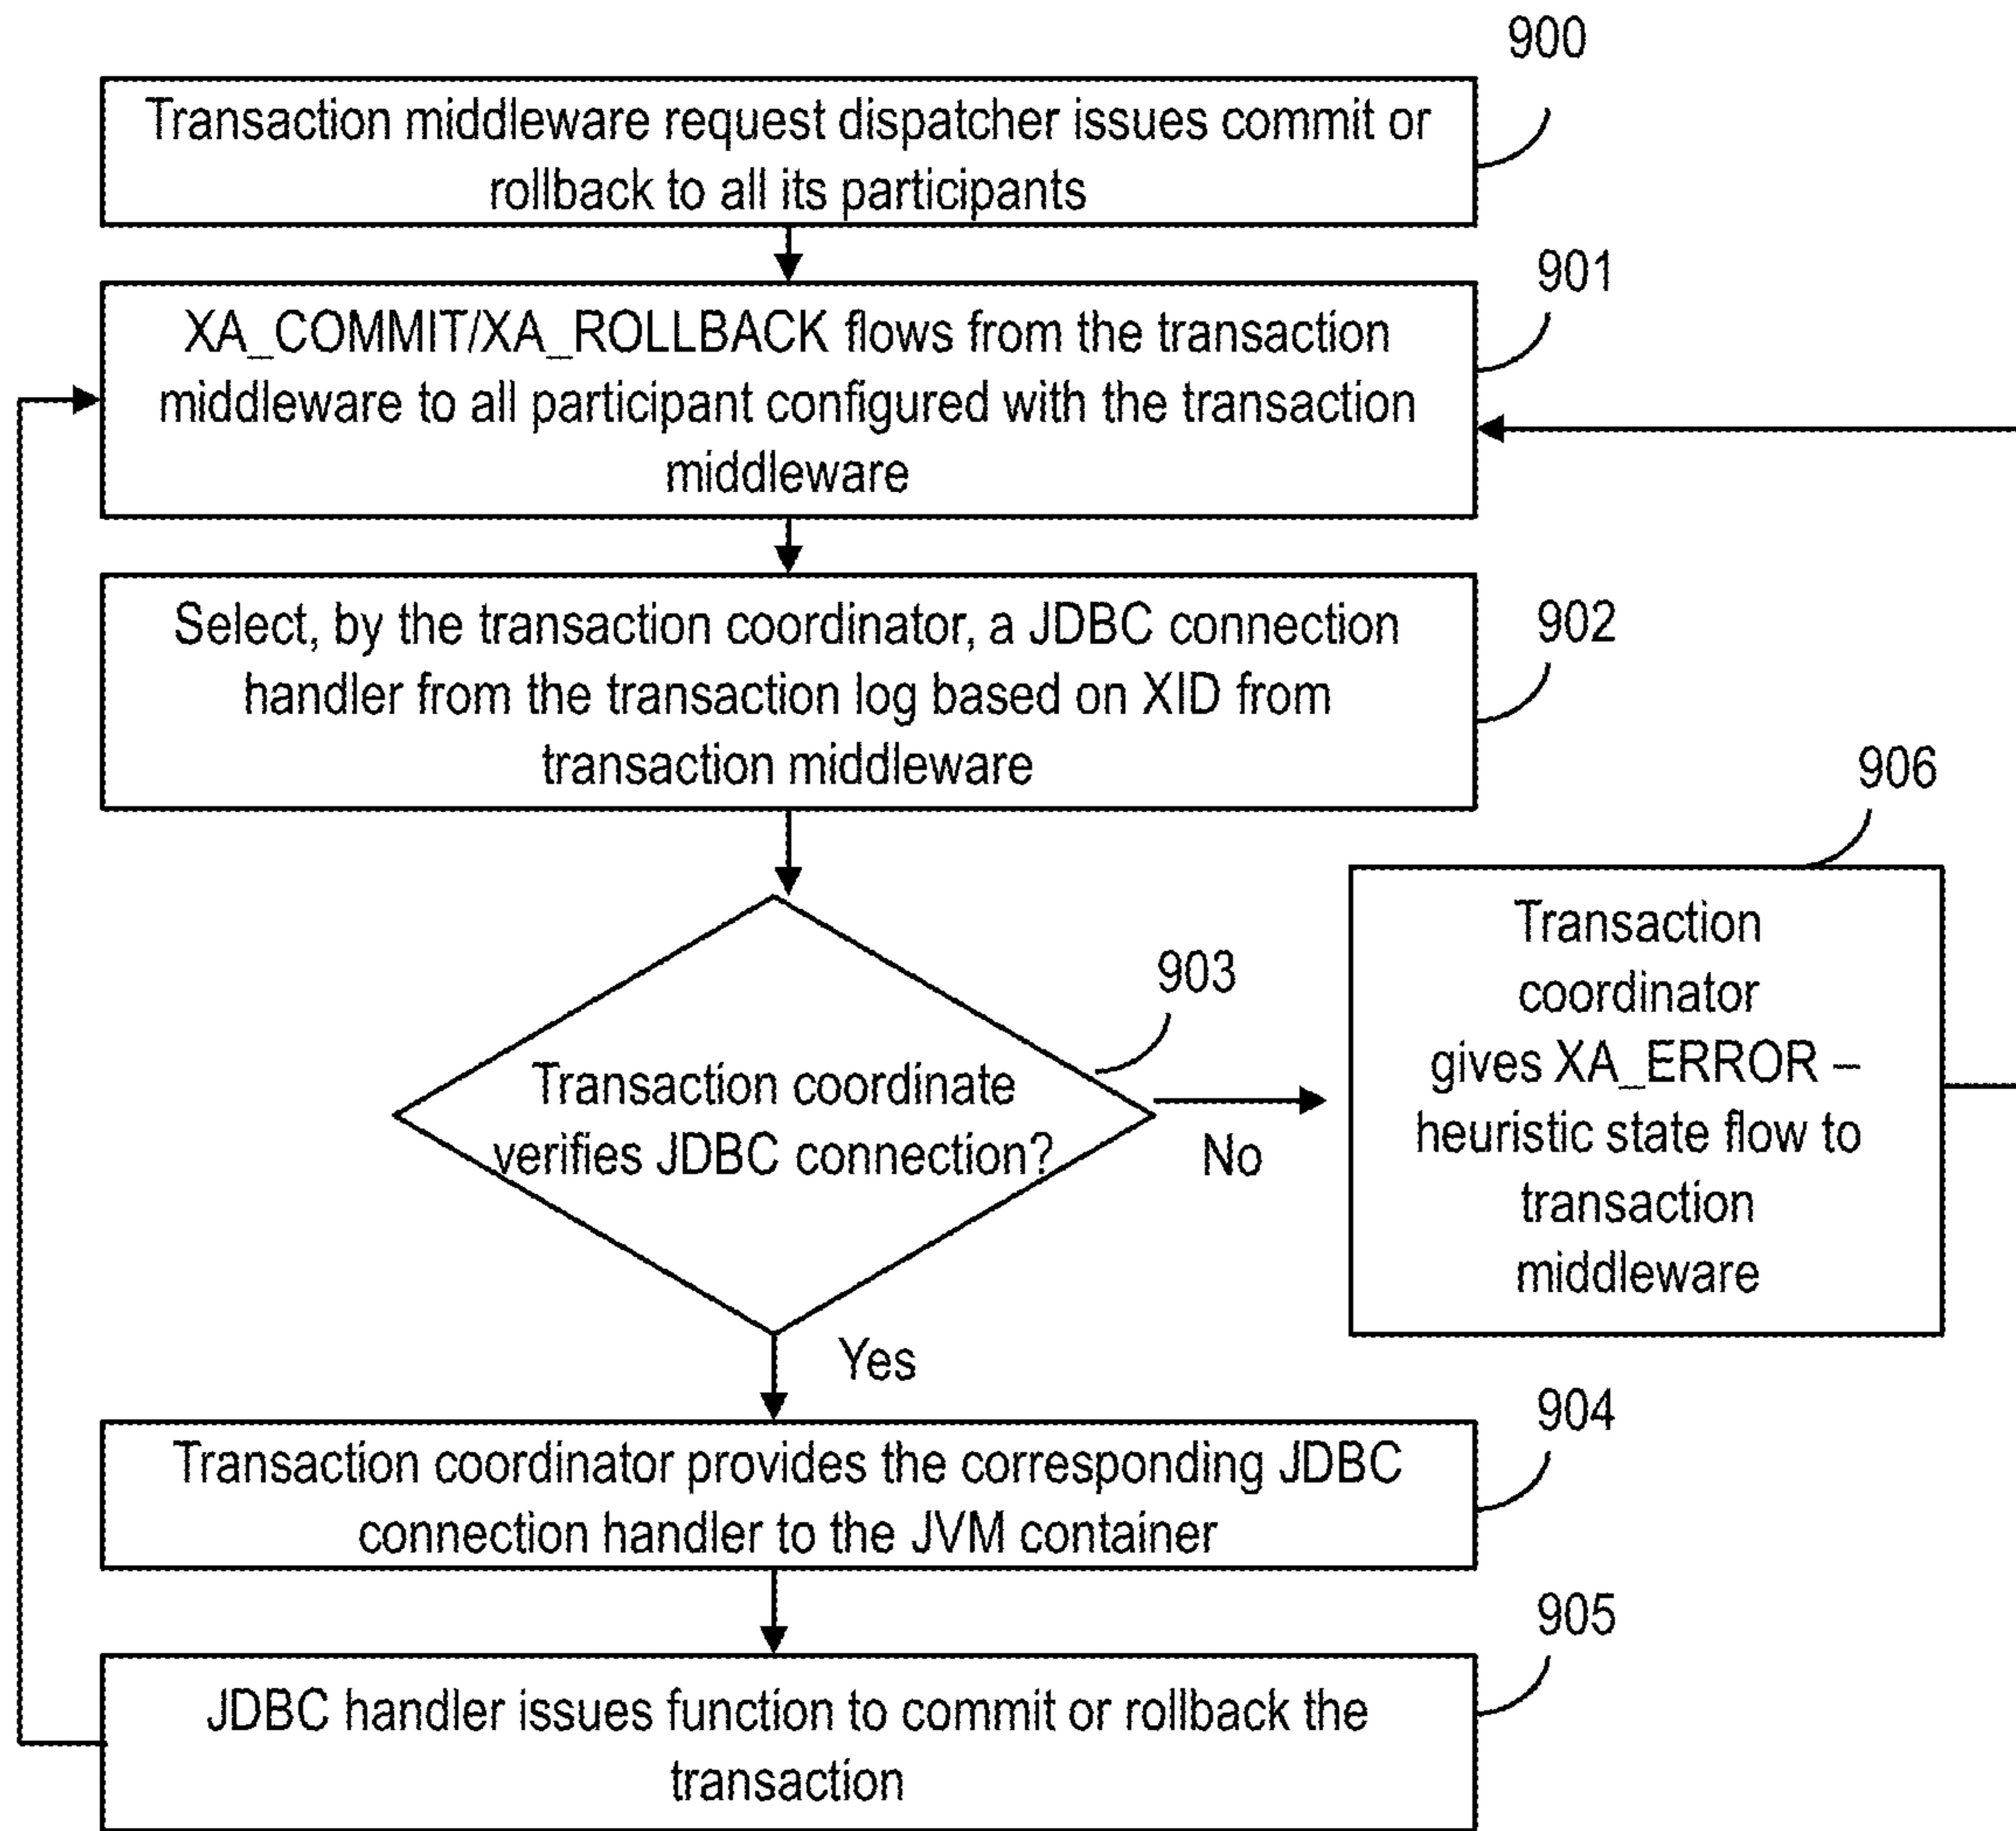 900
Transaction middleware request dispatcher issues commit or
rollback to all its participants
901
XA_COMMIT/XA_ROLLBACK flows from the transaction
middleware to all participant configured with the transaction
middleware
Select, by the transaction coordinator, a JDBC connection
handler from the transaction log based on XID from
transaction middleware
902
906
Transaction
coordinator
gives XA_ERROR –
heuristic state flow to
transaction
middleware
903
Transaction coordinate
verifies JDBC connection?
No
Yes
904
Transaction coordinator provides the corresponding JDBC
connection handler to the JVM container
905
JDBC handler issues function to commit or rollback the
transaction